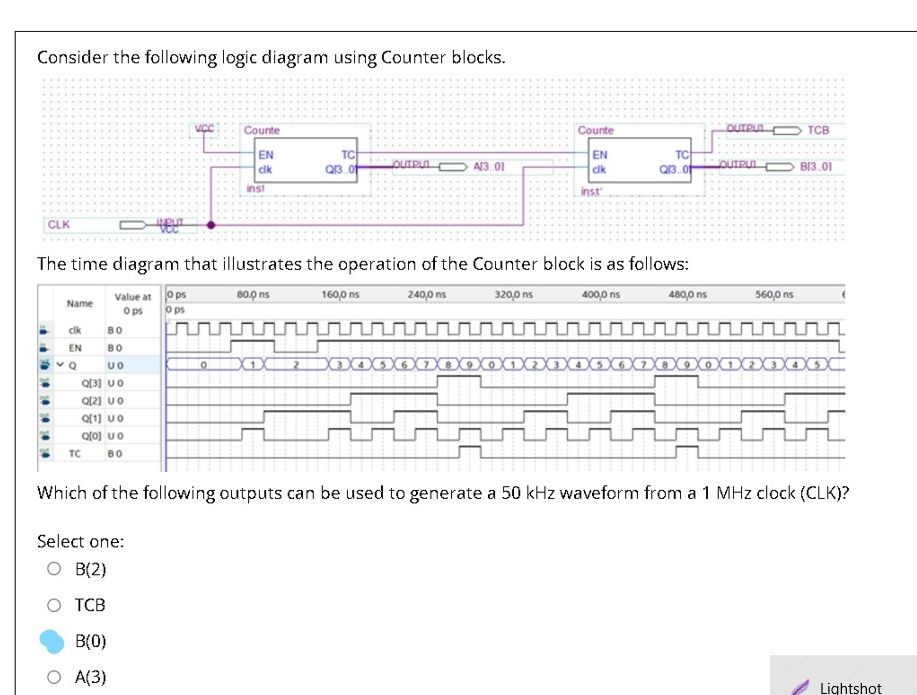 Consider the following logic diagram using Counter blocks.
VCC
Counte
EN TC
clk Q[3..0]
inst
OUTPUT A[3..0]
Counte
EN TC
clk Q[3..0]
inst'
OUTPUT TCB
OUTPUT B[3..0]
CLK INPUT
VCC
The time diagram that illustrates the operation of the Counter block is as follows:
Name Value at 0 ps
0 ps 80,0 ns 160,0 ns 240,0 ns 320,0 ns 400,0 ns 480,0 ns 560,0 ns
0 ps
clk B 0
EN B 0
Q U 0 0 1 2 3 4 5 6 7 8 9 0 1 2 3 4 5 6 7 8 9 0 1 2 3 4 5
Q[3] U 0
Q[2] U 0
Q[1] U 0
Q[0] U 0
TC B 0
Which of the following outputs can be used to generate a 50 kHz waveform from a 1 MHz clock (CLK)?
Select one:
B(2)
TCB
B(0)
A(3)
Lightshot